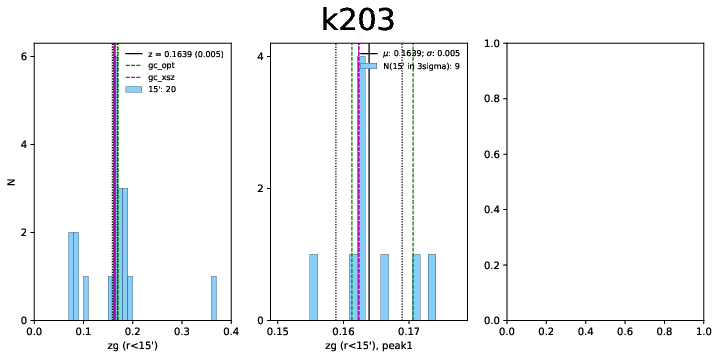 k203
z = 0.1639 (0.005)
gc_opt
gc_xsz
15': 20
N
0
2
4
6
0.0 0.1 0.2 0.3 0.4
zg (r<15')
μ: 0.1639; σ: 0.005
N(15' in 3sigma): 9
0
2
4
0.15 0.16 0.17
zg (r<15'), peak1
1.0
0.8
0.6
0.4
0.2
0.0
0.0 0.2 0.4 0.6 0.8 1.0